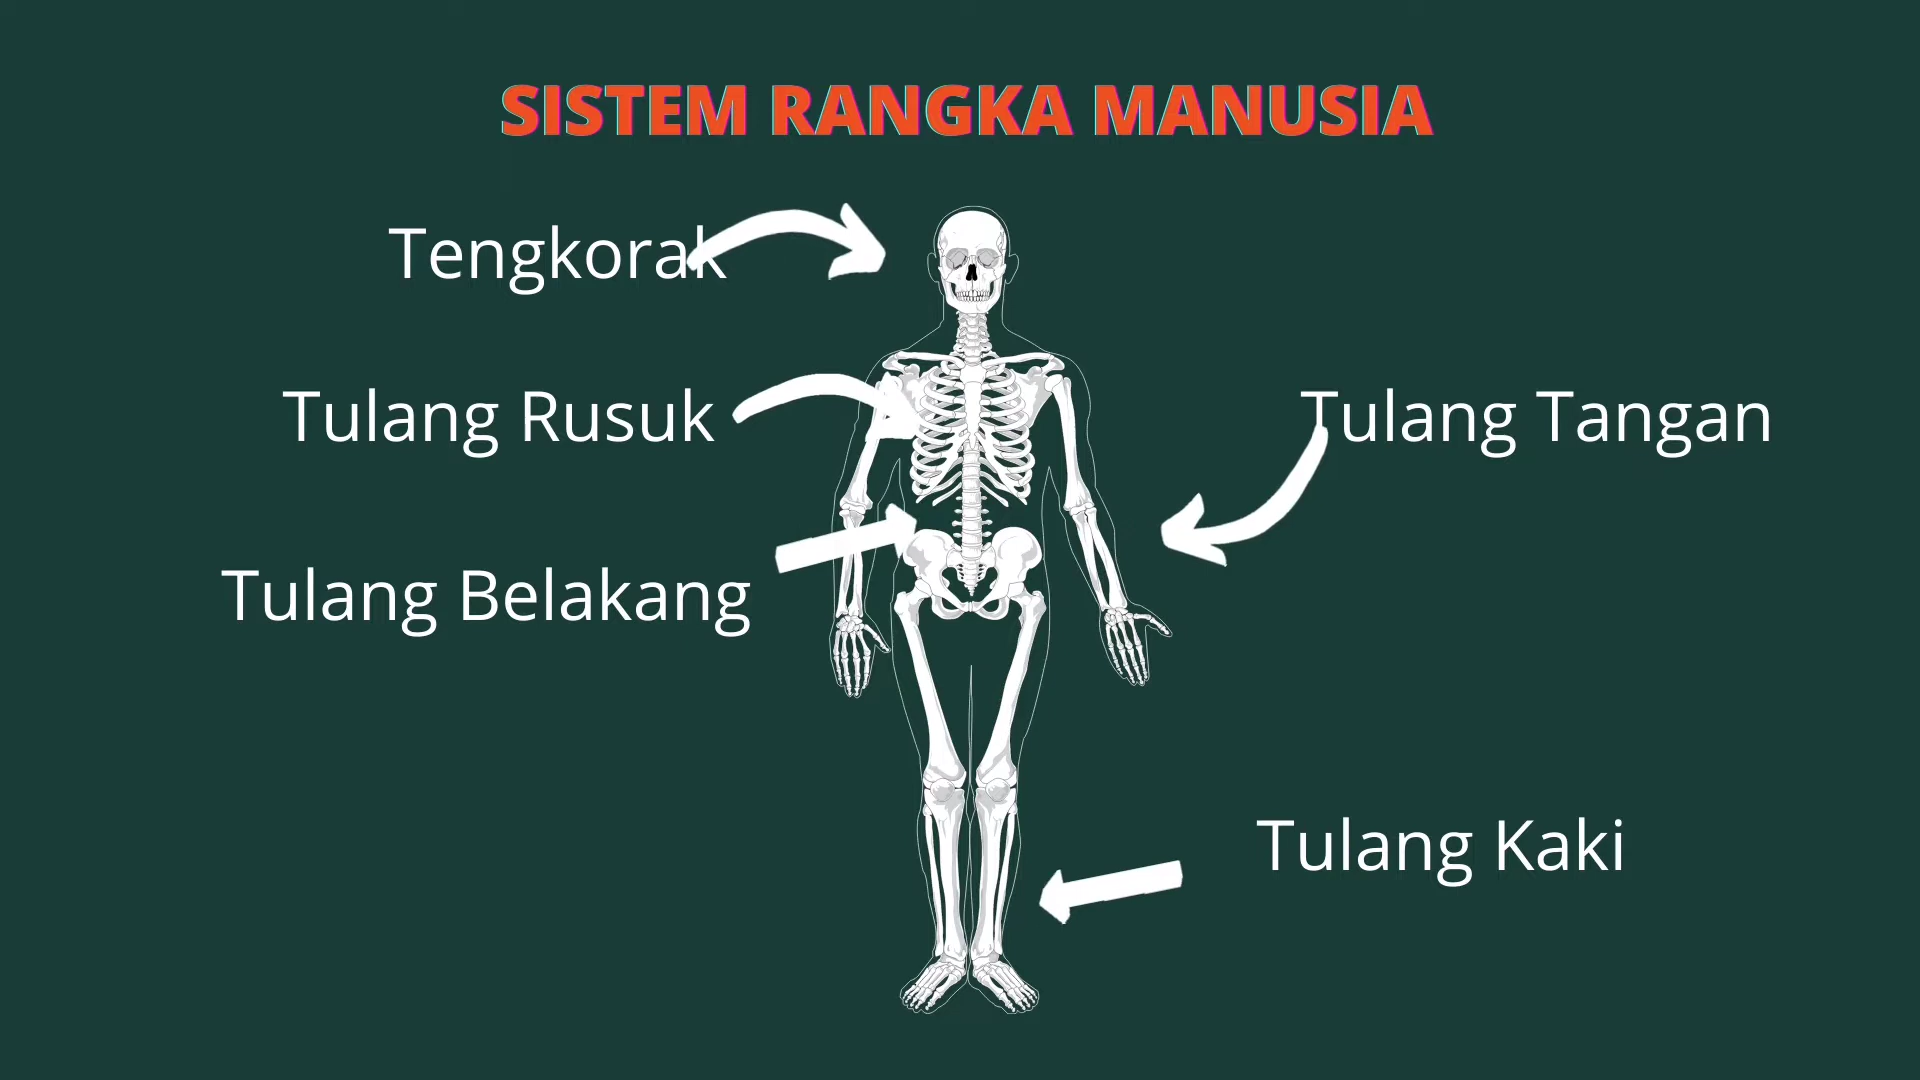 SISTEM RANGKA MANUSIA
Tengkorak
Tulang Rusuk
Tulang Tangan
Tulang Belakang
Tulang Kaki